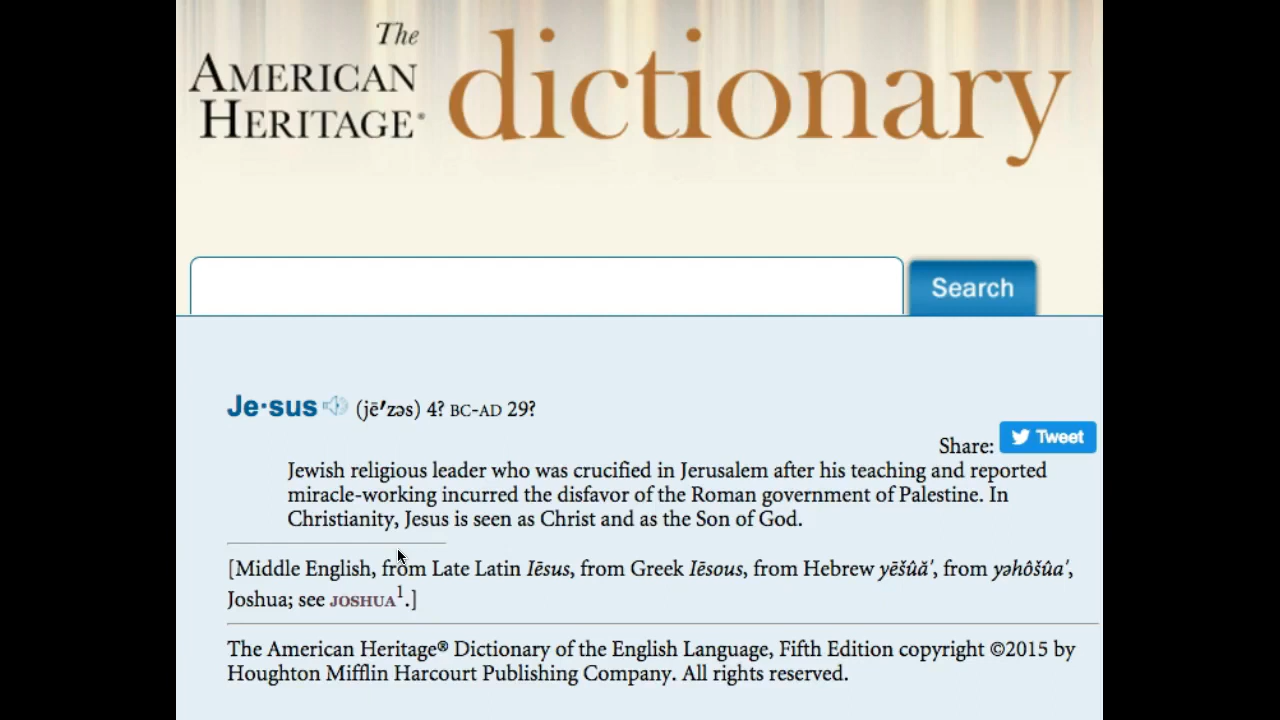 The
AMERICAN
HERITAGE®
dictionary
Search
Je·sus (jē′zəs) 4? BC-AD 29?
Share: Tweet
Jewish religious leader who was crucified in Jerusalem after his teaching and reported
miracle-working incurred the disfavor of the Roman government of Palestine. In
Christianity, Jesus is seen as Christ and as the Son of God.
[Middle English, from Late Latin Iēsus, from Greek Iēsous, from Hebrew yēšûă', from yəhôšûa',
Joshua; see JOSHUA¹.]
The American Heritage® Dictionary of the English Language, Fifth Edition copyright ©2015 by
Houghton Mifflin Harcourt Publishing Company. All rights reserved.